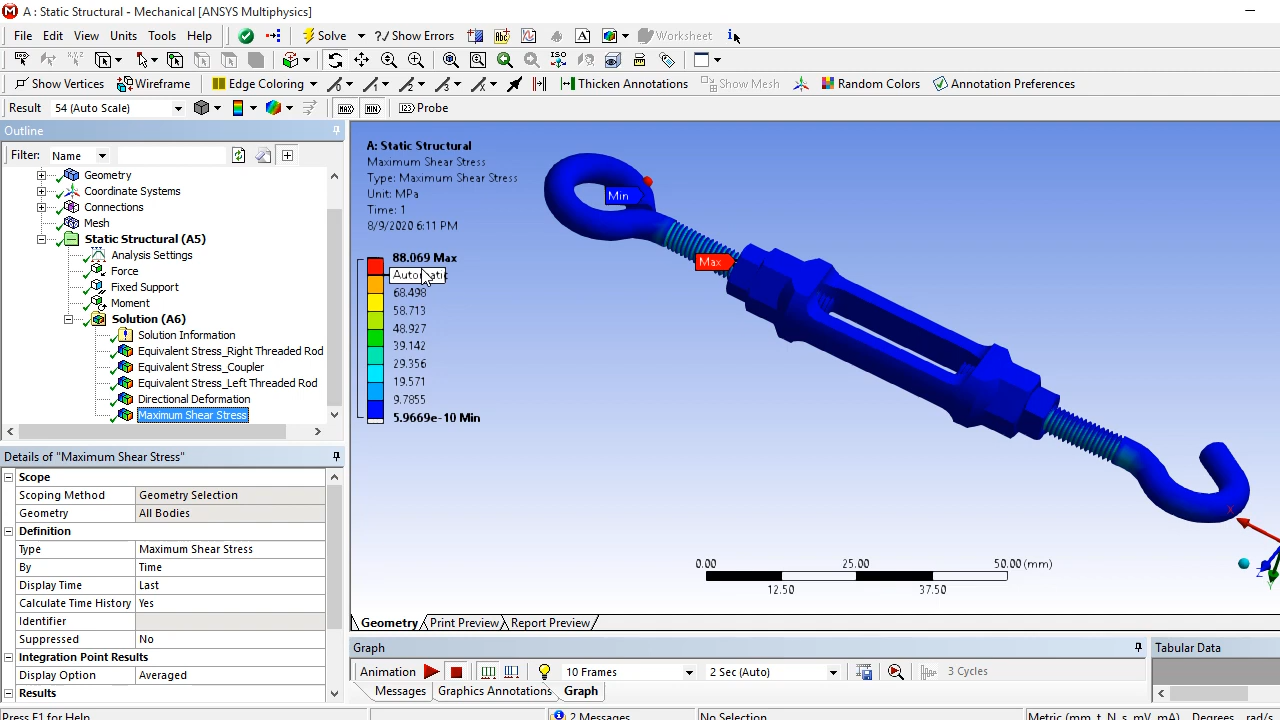 A : Static Structural - Mechanical [ANSYS Multiphysics]
File Edit View Units Tools Help Solve ?/ Show Errors Worksheet
Show Vertices Wireframe Edge Coloring Thicken Annotations Show Mesh Random Colors Annotation Preferences
Result 54 (Auto Scale) MAX MIN 123 Probe
Outline
Filter: Name
Geometry
Coordinate Systems
Connections
Mesh
Static Structural (A5)
Analysis Settings
Force
Fixed Support
Moment
Solution (A6)
Solution Information
Equivalent Stress_Right Threaded Rod
Equivalent Stress_Coupler
Equivalent Stress_Left Threaded Rod
Directional Deformation
Maximum Shear Stress
Details of "Maximum Shear Stress"
Scope
Scoping Method Geometry Selection
Geometry All Bodies
Definition
Type Maximum Shear Stress
By Time
Display Time Last
Calculate Time History Yes
Identifier
Suppressed No
Integration Point Results
Display Option Averaged
Results
A: Static Structural
Maximum Shear Stress
Type: Maximum Shear Stress
Unit: MPa
Time: 1
8/9/2020 6:11 PM
88.069 Max
68.498
58.713
48.927
39.142
29.356
19.571
9.7855
5.9669e-10 Min
Min
Max
0.00 25.00 50.00 (mm)
12.50 37.50
Z
Y
X
Geometry Print Preview Report Preview
Graph
Tabular Data
Animation 10 Frames 2 Sec (Auto) 3 Cycles
Messages Graphics Annotations Graph
Press F1 for Help 2 Messages No Selection Metric (mm, t, N, s, mV, mA) Degrees rad/s